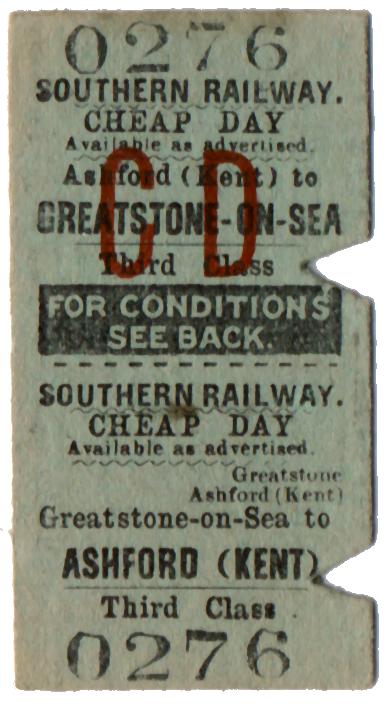 0276
SOUTHERN RAILWAY.
CHEAP DAY
Available as advertised.
Ashford (Kent) to
C D
GREATSTONE-ON-SEA
Third Class
FOR CONDITIONS
SEE BACK.
SOUTHERN RAILWAY.
CHEAP DAY
Available as advertised.
Greatstone
Ashford (Kent)
Greatstone-on-Sea to
ASHFORD (KENT)
Third Class .
0276